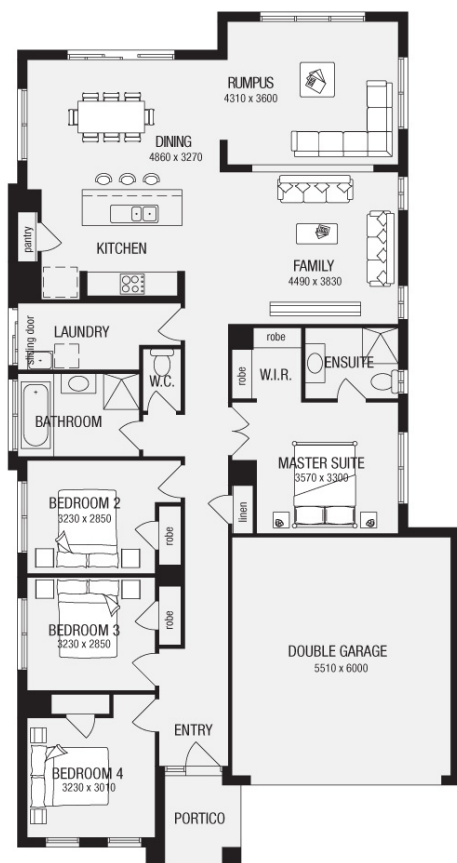 RUMPUS
4310 x 3600
DINING
4860 x 3270
KITCHEN
pantry
FAMILY
4490 x 3830
LAUNDRY
sliding door
W.C.
robe
robe
W.I.R.
ENSUITE
BATHROOM
MASTER SUITE
3570 x 3300
BEDROOM 2
3230 x 2850
robe
linen
BEDROOM 3
3230 x 2850
robe
DOUBLE GARAGE
5510 x 6000
ENTRY
BEDROOM 4
3230 x 3010
PORTICO